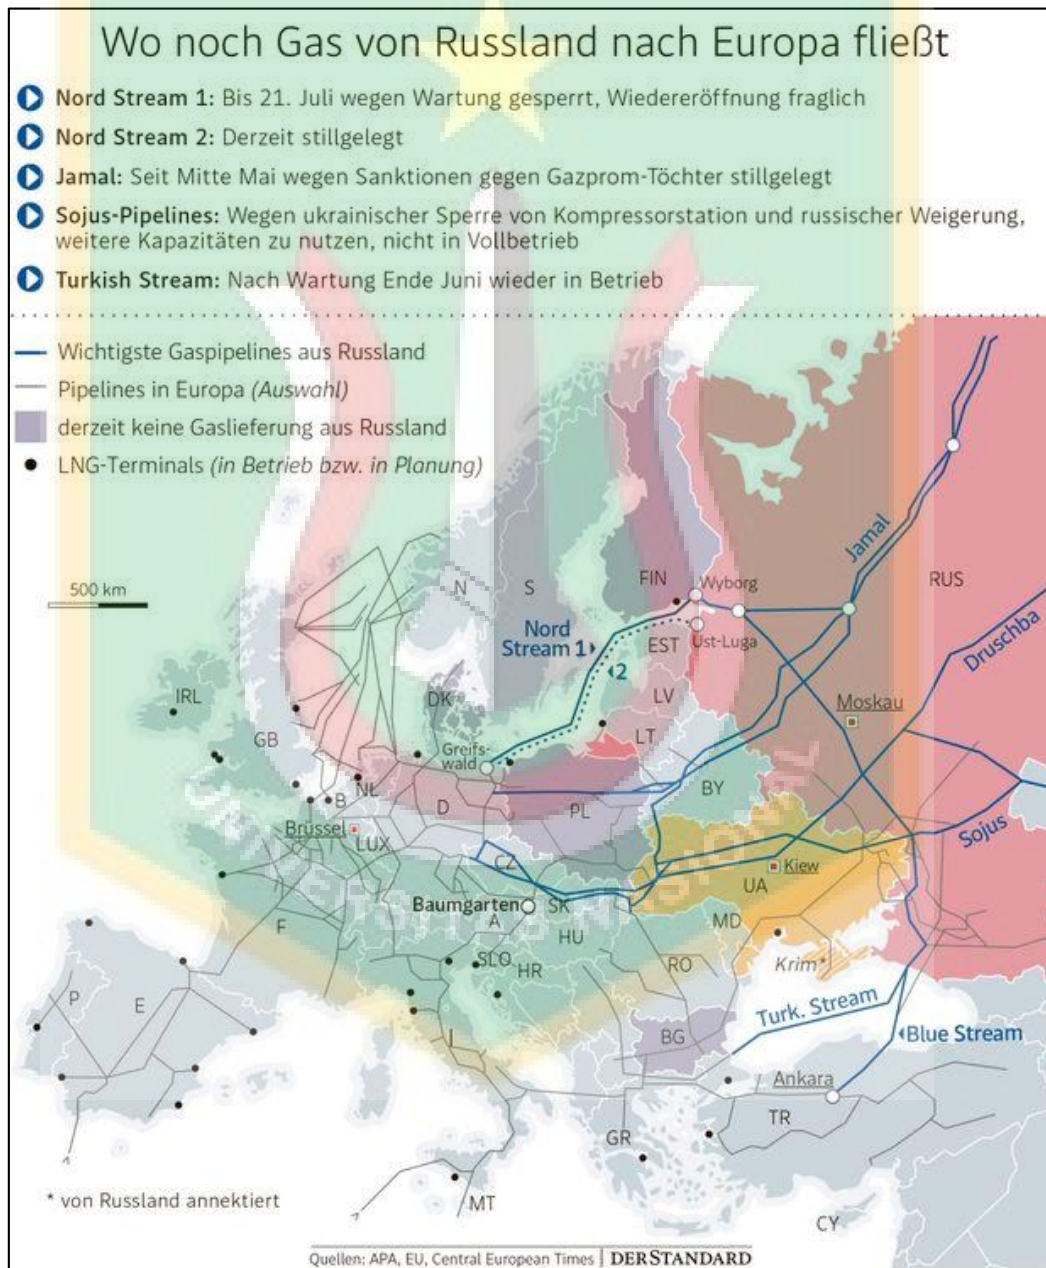 Wo noch Gas von Russland nach Europa fließt
Nord Stream 1: Bis 21. Juli wegen Wartung gesperrt, Wiedereröffnung fraglich
Nord Stream 2: Derzeit stillgelegt
Jamal: Seit Mitte Mai wegen Sanktionen gegen Gazprom-Töchter stillgelegt
Sojus-Pipelines: Wegen ukrainischer Sperre von Kompressorstation und russischer Weigerung,
weitere Kapazitäten zu nutzen, nicht in Vollbetrieb
Turkish Stream: Nach Wartung Ende Juni wieder in Betrieb
Wichtigste Gaspipelines aus Russland
Pipelines in Europa (Auswahl)
derzeit keine Gaslieferung aus Russland
LNG-Terminals (in Betrieb bzw. in Planung)
500 km
Jamal
RUS
N
S
FIN
Wyborg
Nord
Stream 1
EST
Ust-Luga
2
Druschba
IRL
DK
LV
Moskau
GB
Greifs-
wald
LT
NL
B
D
PL
BY
Brüssel
LUX
CZ
Kiew
Sojus
UA
Baumgarten
SK
A
HU
MD
F
SLO
HR
RO
Krim*
P
E
I
Turk. Stream
BG
Blue Stream
Ankara
TR
GR
* von Russland annektiert
MT
CY
Quellen: APA, EU, Central European Times | DERSTANDARD